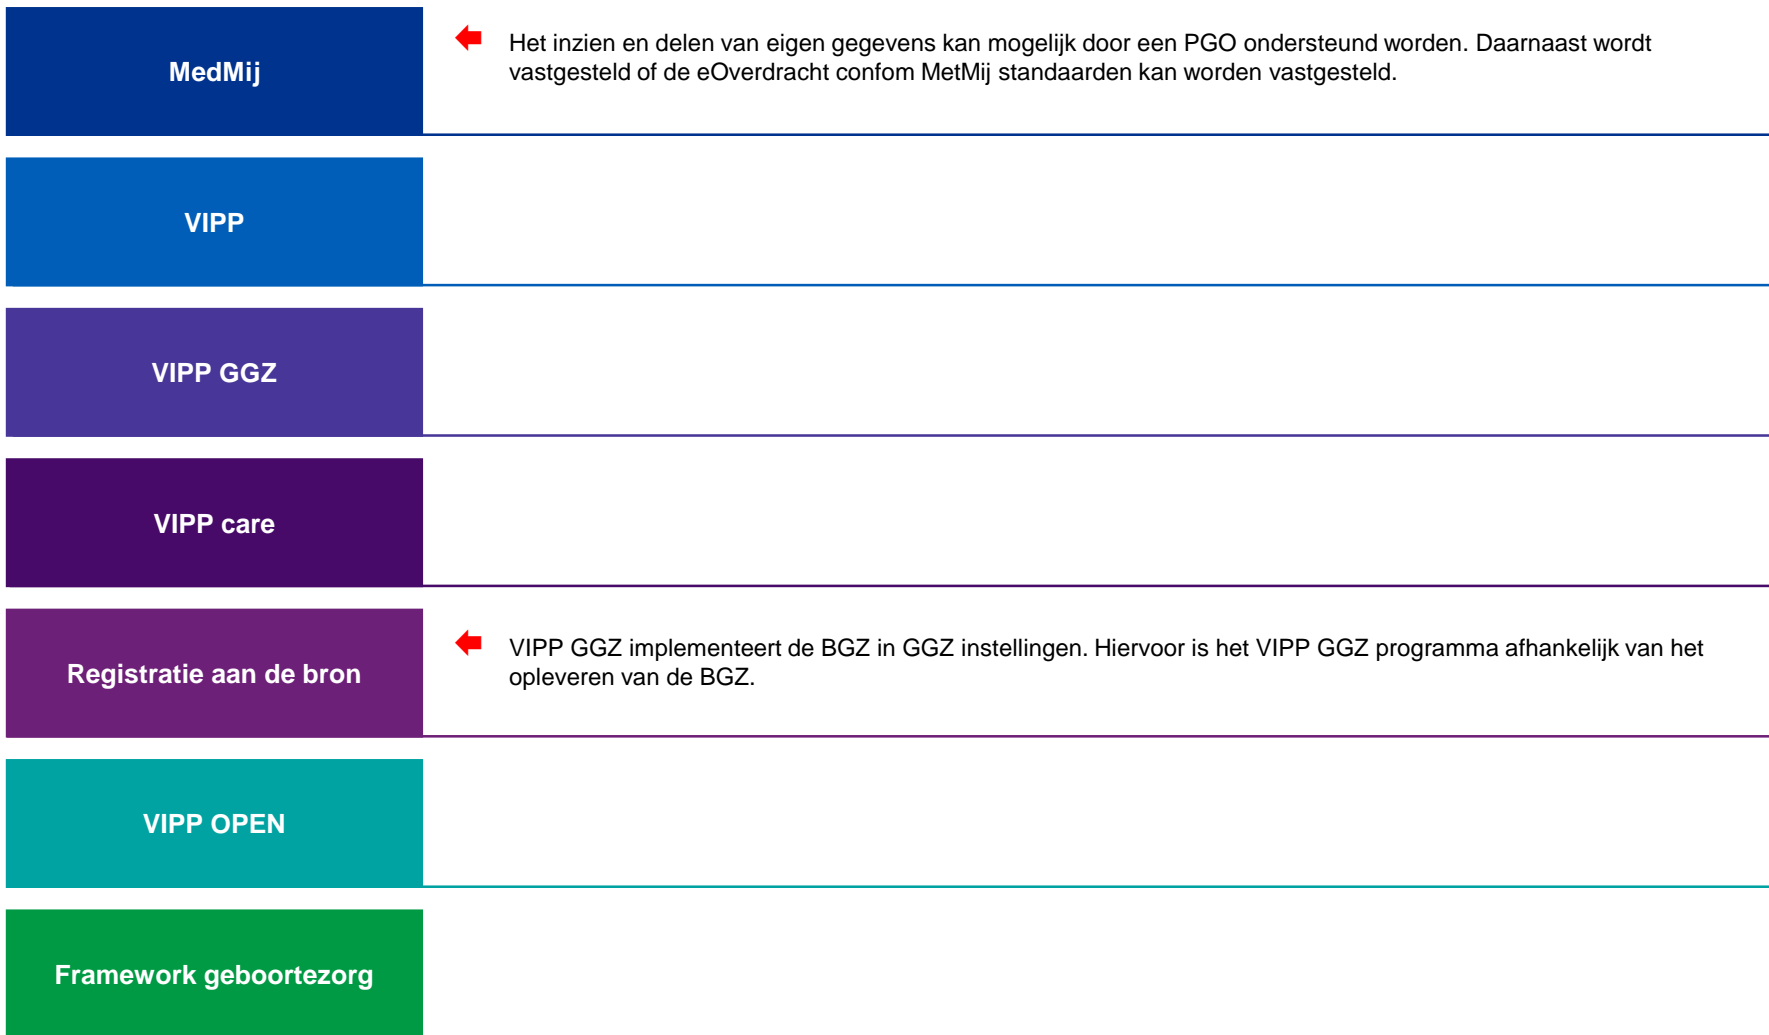 MedMij
Het inzien en delen van eigen gegevens kan mogelijk door een PGO ondersteund worden. Daarnaast wordt
vastgesteld of de eOverdracht confom MetMij standaarden kan worden vastgesteld.
VIPP
VIPP GGZ
VIPP care
Registratie aan de bron
VIPP GGZ implementeert de BGZ in GGZ instellingen. Hiervoor is het VIPP GGZ programma afhankelijk van het
opleveren van de BGZ.
VIPP OPEN
Framework geboortezorg